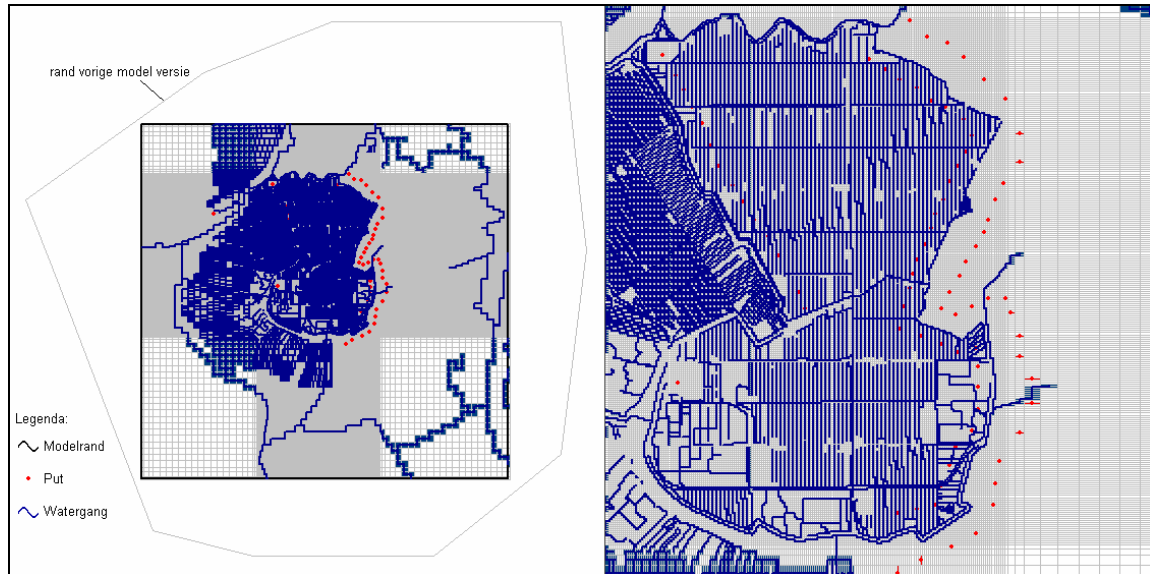 rand vorige model versie
Legenda:
Modelrand
Put
Watergang